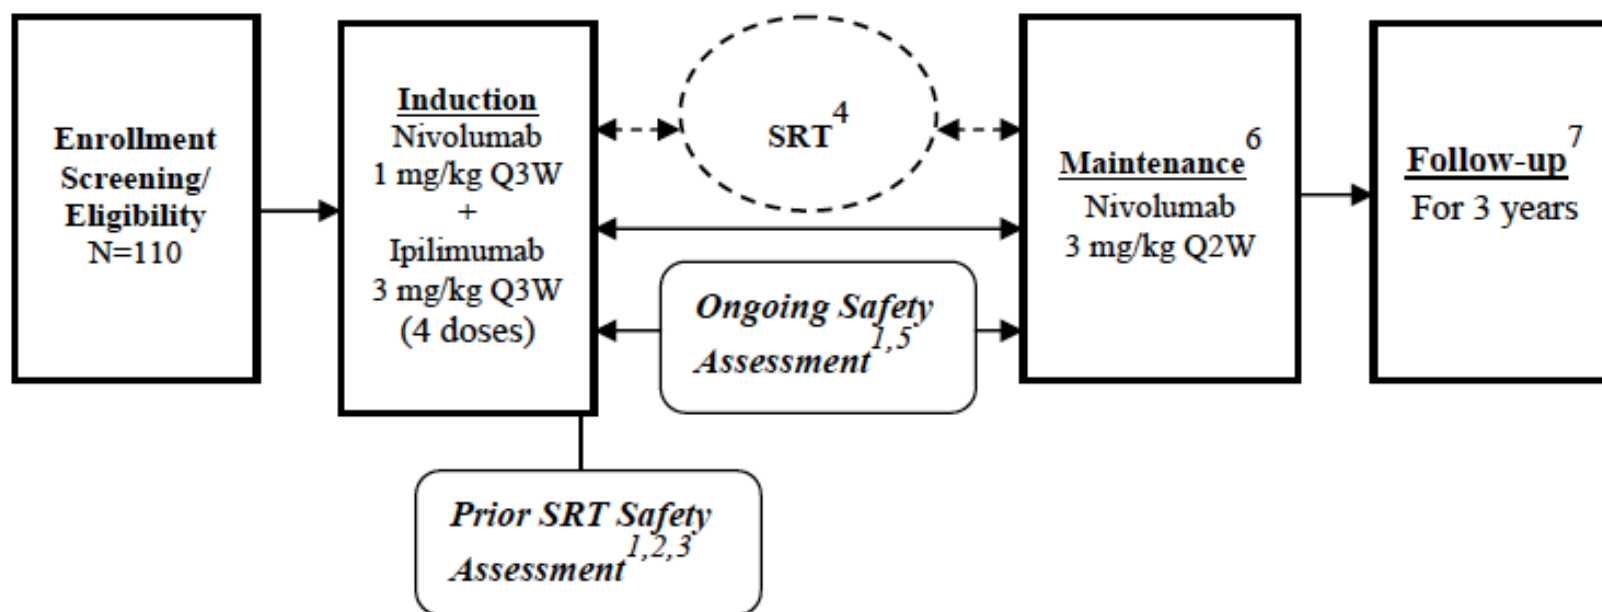 Enrollment
Screening/
Eligibility
N=110
Induction
Nivolumab
1 mg/kg Q3W
+
Ipilimumab
3 mg/kg Q3W
(4 doses)
SRT4
Ongoing Safety
Assessment1,5
Prior SRT Safety
Assessment1,2,3
Maintenance6
Nivolumab
3 mg/kg Q2W
Follow-up7
For 3 years